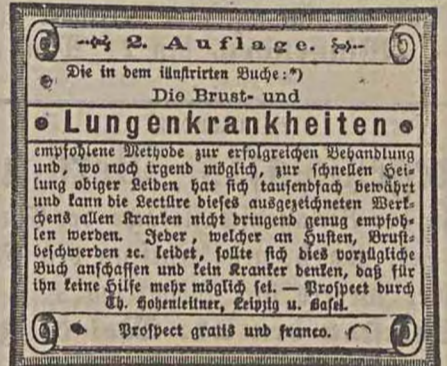 2. Auflage.
Die in dem illustrirten Buche:*)
Die Brust- und
Lungenkrankheiten
empfohlene Methode zur erfolgreichen Behandlung
und, wo noch irgend möglich, zur schnellen Hei-
lung obiger Leiden hat sich tausendfach bewährt
und kann die Lectüre dieses ausgezeichneten Werk-
chens allen Kranken nicht dringend genug empfoh-
len werden. Jeder, welcher an Husten, Brust-
beschwerden ꝛc. leidet, sollte sich dies vorzügliche
Buch anschaffen und kein Kranker denken, daß für
ihn keine Hilfe mehr möglich sei. — Prospect durch
Th. Hohenleitner, Leipzig u. Basel.
Prospect gratis und franco.